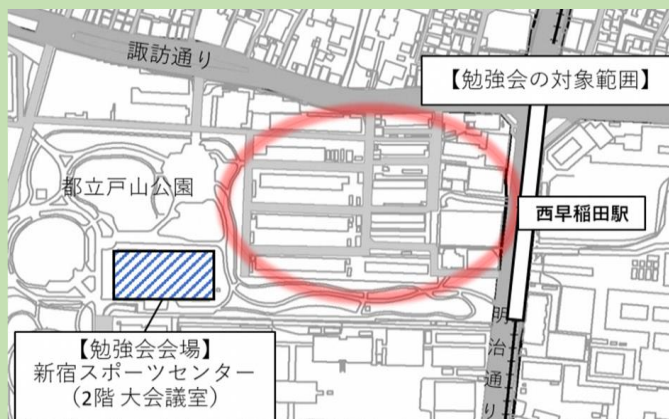 諏訪通り
【勉強会の対象範囲】
都立戸山公園
西早稲田駅
【勉強会会場】
新宿スポーツセンター
（2階 大会議室）
明治通り